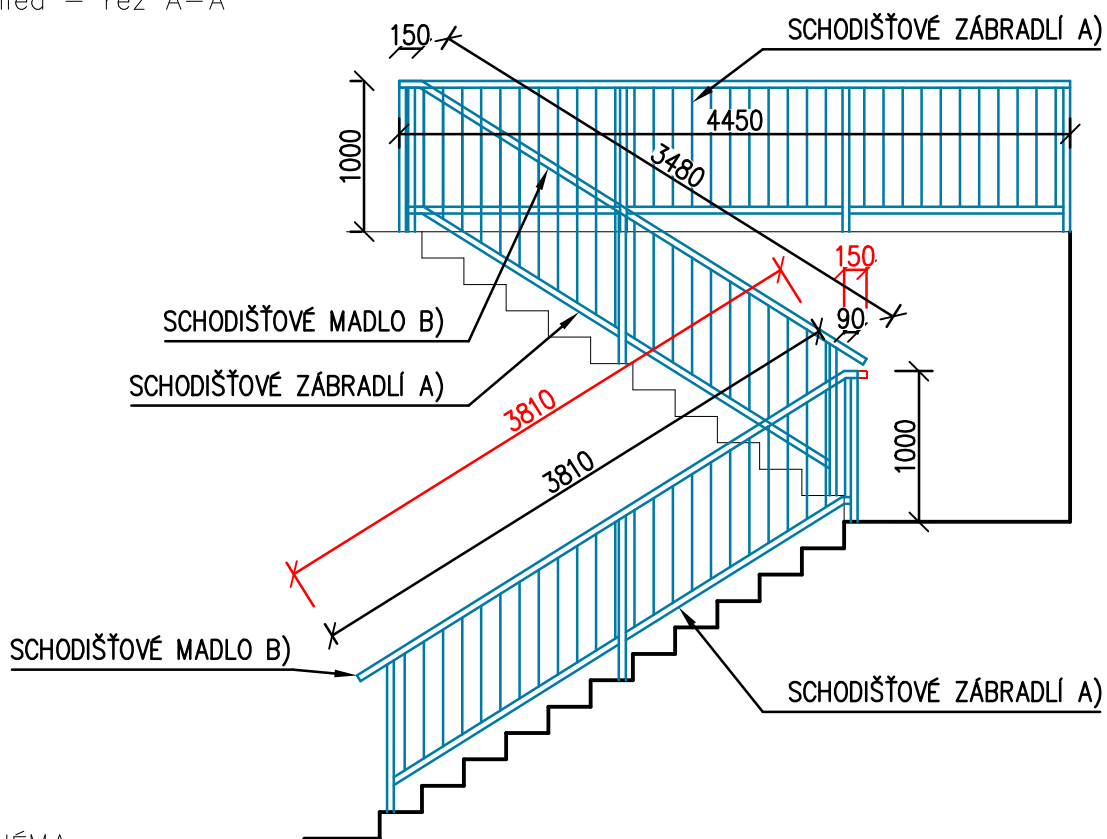 řez A-A
150
SCHODIŠŤOVÉ ZÁBRADLÍ A)
4450
1000
3480
150
SCHODIŠŤOVÉ MADLO B)
90
SCHODIŠŤOVÉ ZÁBRADLÍ A)
3810
1000
3810
SCHODIŠŤOVÉ MADLO B)
SCHODIŠŤOVÉ ZÁBRADLÍ A)